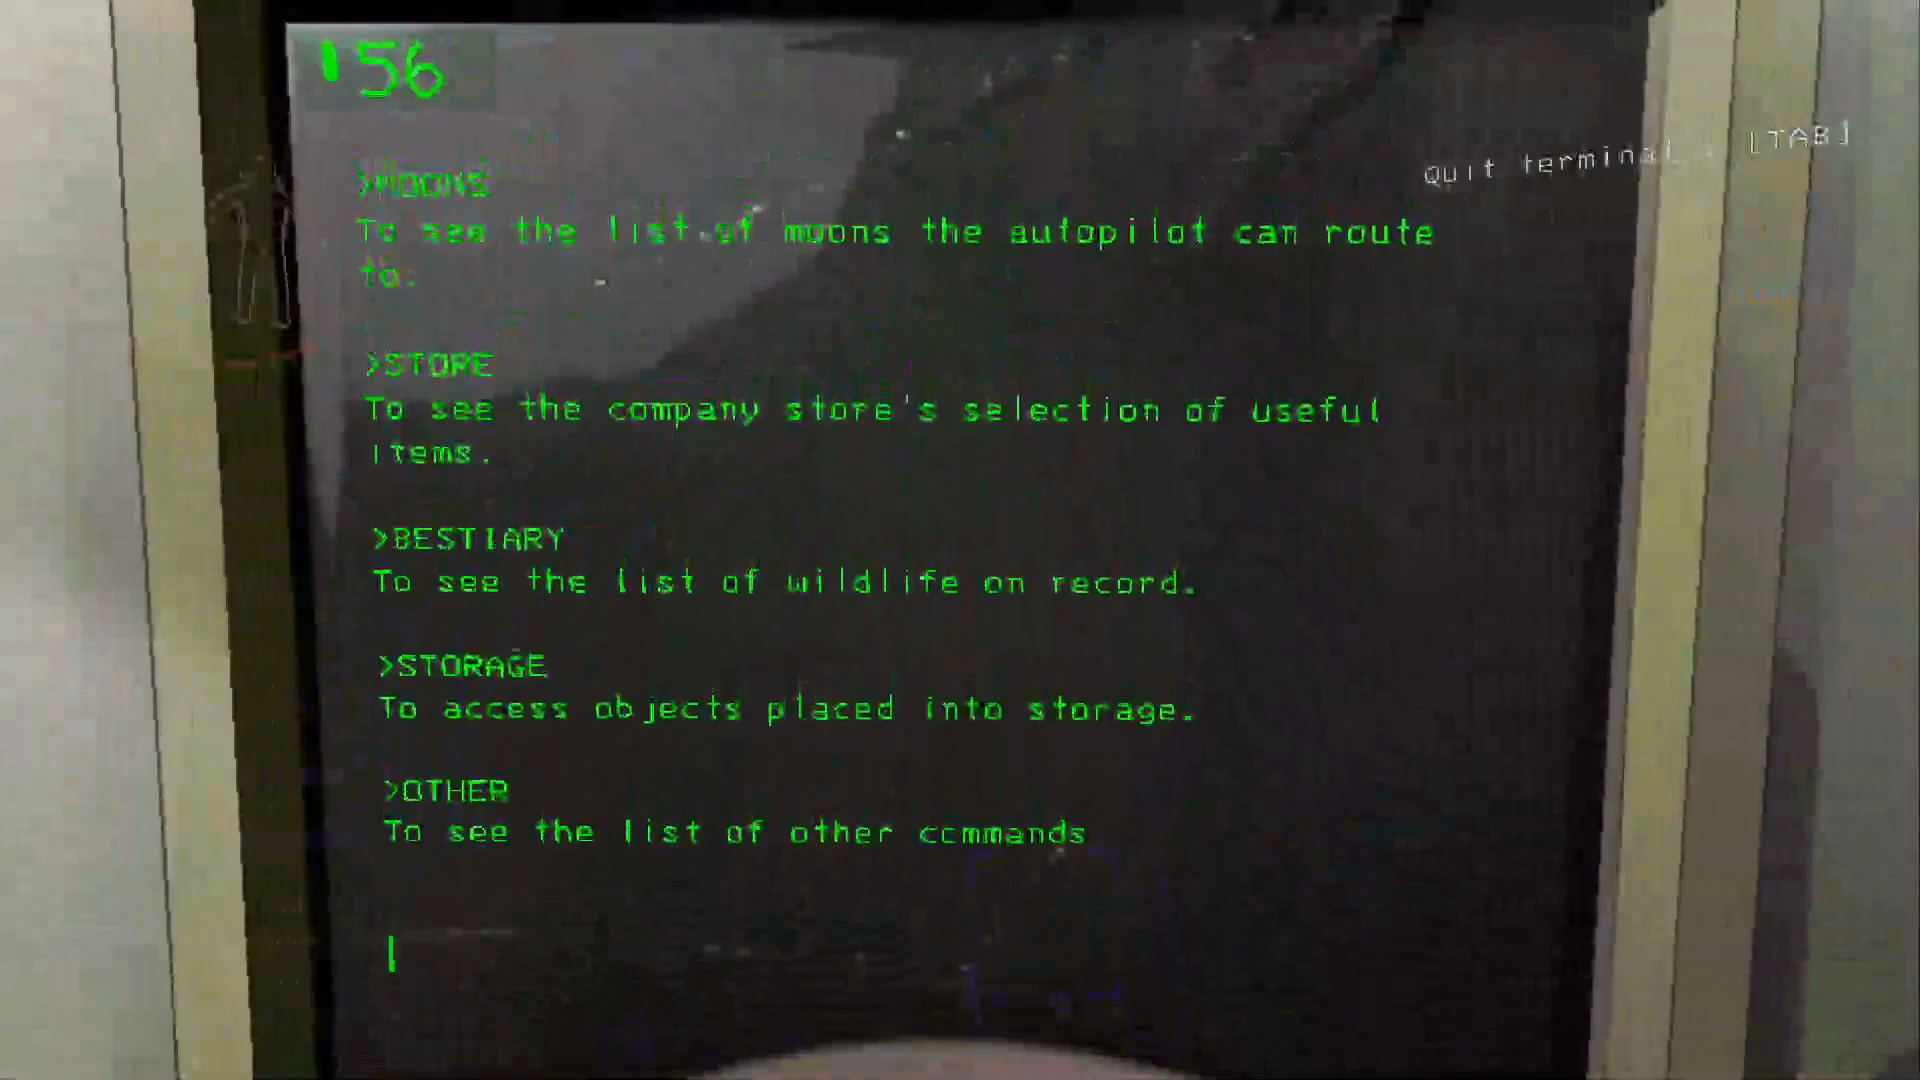 ▮56
>MOONS
To see the list of moons the autopilot can route
to.
Quit terminal : [TAB]
>STORE
To see the company store's selection of useful
items.
>BESTIARY
To see the list of wildlife on record.
>STORAGE
To access objects placed into storage.
>OTHER
To see the list of other commands